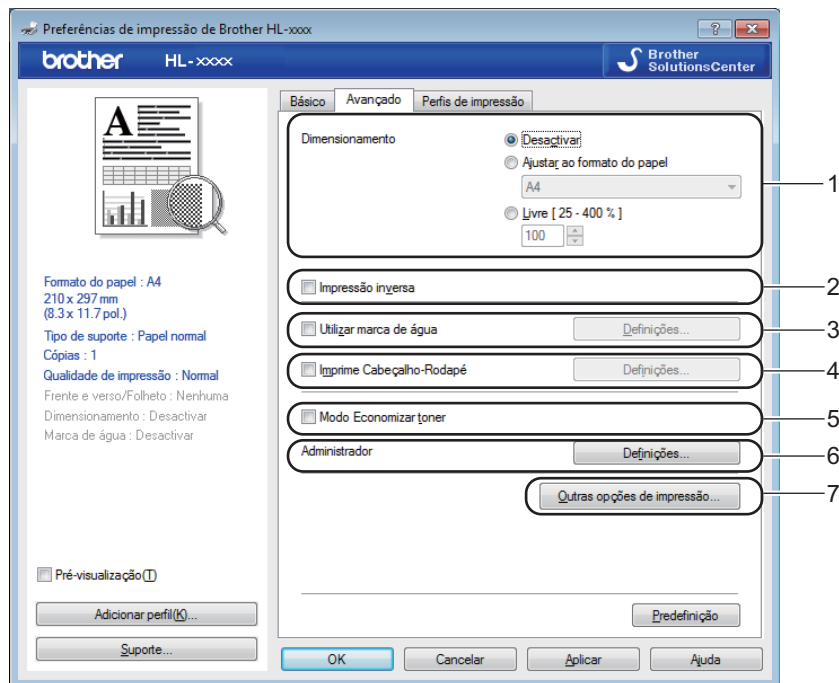 Preferências de impressão de Brother HL-xxxx
brother HL-xxxx
Brother
SolutionsCenter
Básico Avançado Perfis de impressão
A
Dimensionamento
Desactivar
Ajustar ao formato do papel
A4
Livre [ 25 - 400 % ]
100
1
Formato do papel : A4
210 x 297 mm
(8.3 x 11.7 pol.)
Tipo de suporte : Papel normal
Cópias : 1
Qualidade de impressão : Normal
Frente e verso/Folheto : Nenhuma
Dimensionamento : Desactivar
Marca de água : Desactivar
Impressão inversa
2
Utilizar marca de água Definições...
3
Imprime Cabeçalho-Rodapé Definições...
4
Modo Economizar toner
5
Administrador Definições...
6
Outras opções de impressão...
7
Pré-visualização(T)
Adicionar perfil(K)...
Suporte...
Predefinição
OK Cancelar Aplicar Ajuda